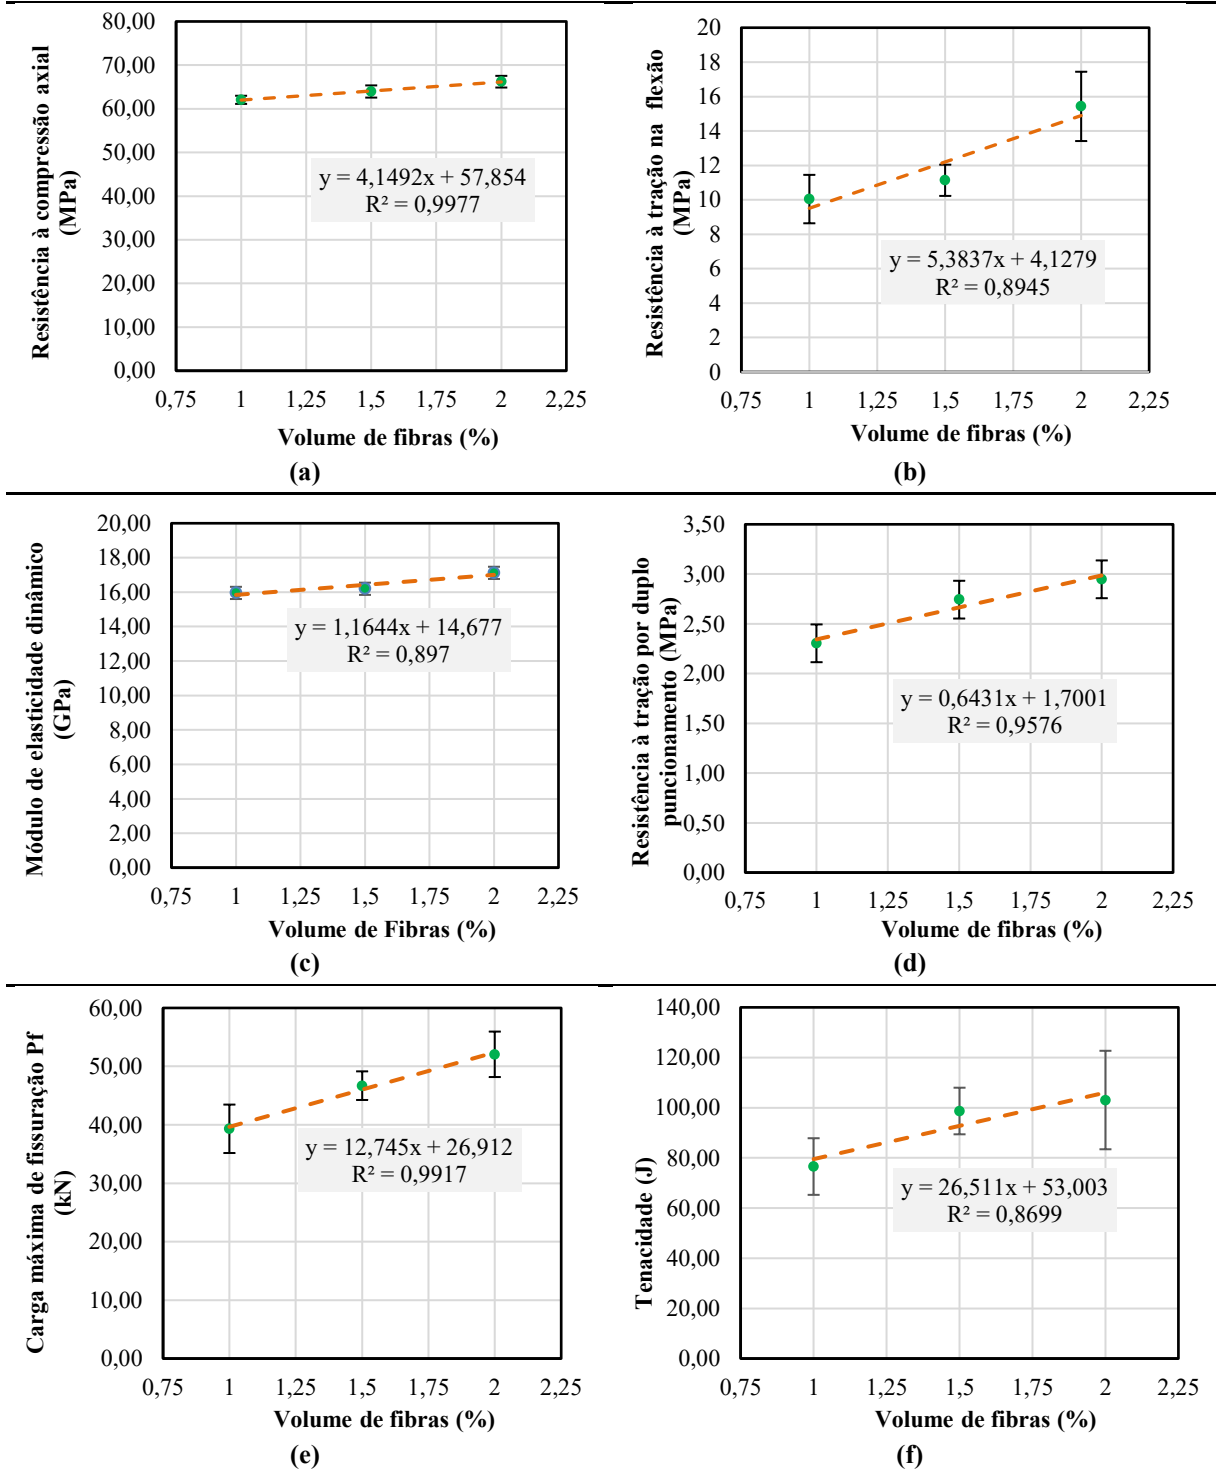 80,00
70,00
60,00
50,00
40,00
30,00
20,00
10,00
0,00
Resistência à compressão axial
(MPa)
y = 4,1492x + 57,854
R² = 0,9977
0,75 1 1,25 1,5 1,75 2 2,25
Volume de fibras (%)
(a)
20
18
16
14
12
10
8
6
4
2
0
Resistência à tração na flexão
(MPa)
y = 5,3837x + 4,1279
R² = 0,8945
0,75 1 1,25 1,5 1,75 2 2,25
Volume de fibras (%)
(b)
20,00
18,00
16,00
14,00
12,00
10,00
8,00
6,00
4,00
2,00
0,00
Módulo de elasticidade dinâmico
(GPa)
y = 1,1644x + 14,677
R² = 0,897
0,75 1 1,25 1,5 1,75 2 2,25
Volume de Fibras (%)
(c)
3,50
3,00
2,50
2,00
1,50
1,00
0,50
0,00
Resistência à tração por duplo
puncionamento (MPa)
y = 0,6431x + 1,7001
R² = 0,9576
0,75 1 1,25 1,5 1,75 2 2,25
Volume de fibras (%)
(d)
60,00
50,00
40,00
30,00
20,00
10,00
0,00
Carga máxima de fissuração Pf
(kN)
y = 12,745x + 26,912
R² = 0,9917
0,75 1 1,25 1,5 1,75 2 2,25
Volume de fibras (%)
(e)
140,00
120,00
100,00
80,00
60,00
40,00
20,00
0,00
Tenacidade (J)
y = 26,511x + 53,003
R² = 0,8699
0,75 1 1,25 1,5 1,75 2 2,25
Volume de fibras (%)
(f)